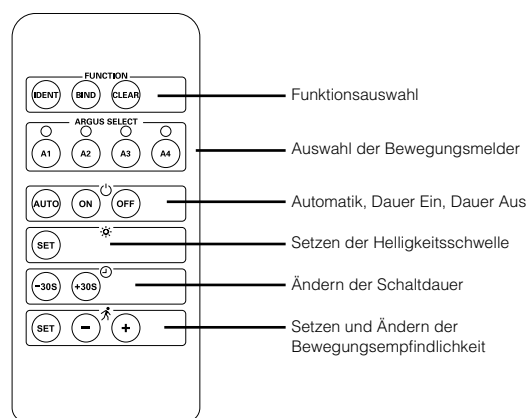 FUNCTION
IDENT BIND CLEAR
Funktionsauswahl
ARGUS SELECT
A1 A2 A3 A4
Auswahl der Bewegungsmelder
AUTO ON OFF
Automatik, Dauer Ein, Dauer Aus
SET
Setzen der Helligkeitsschwelle
-30S +30S
Ändern der Schaltdauer
SET - +
Setzen und Ändern der
Bewegungsempfindlichkeit